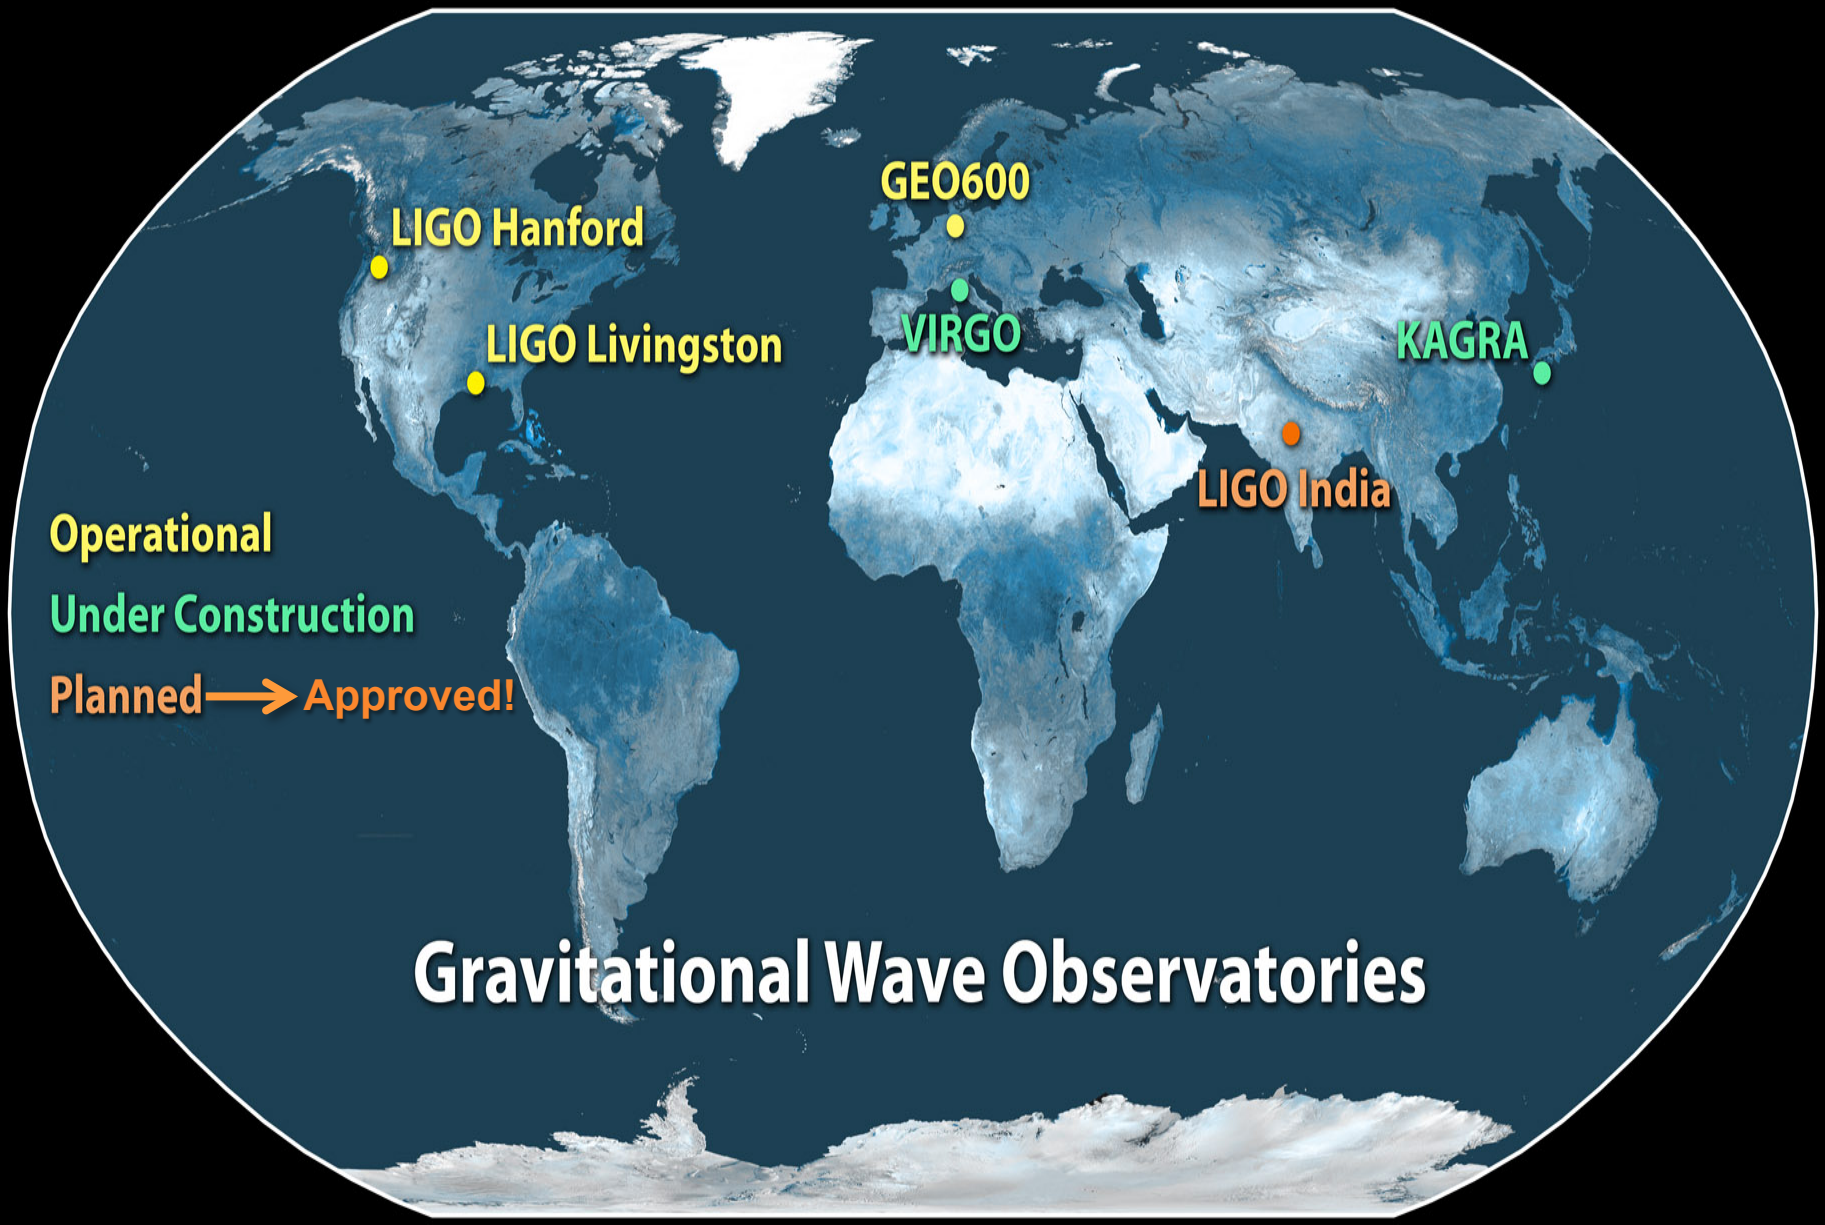 GEO600
LIGO Hanford
VIRGO
KAGRA
LIGO Livingston
LIGO India
Operational
Under Construction
Planned → Approved!
Gravitational Wave Observatories